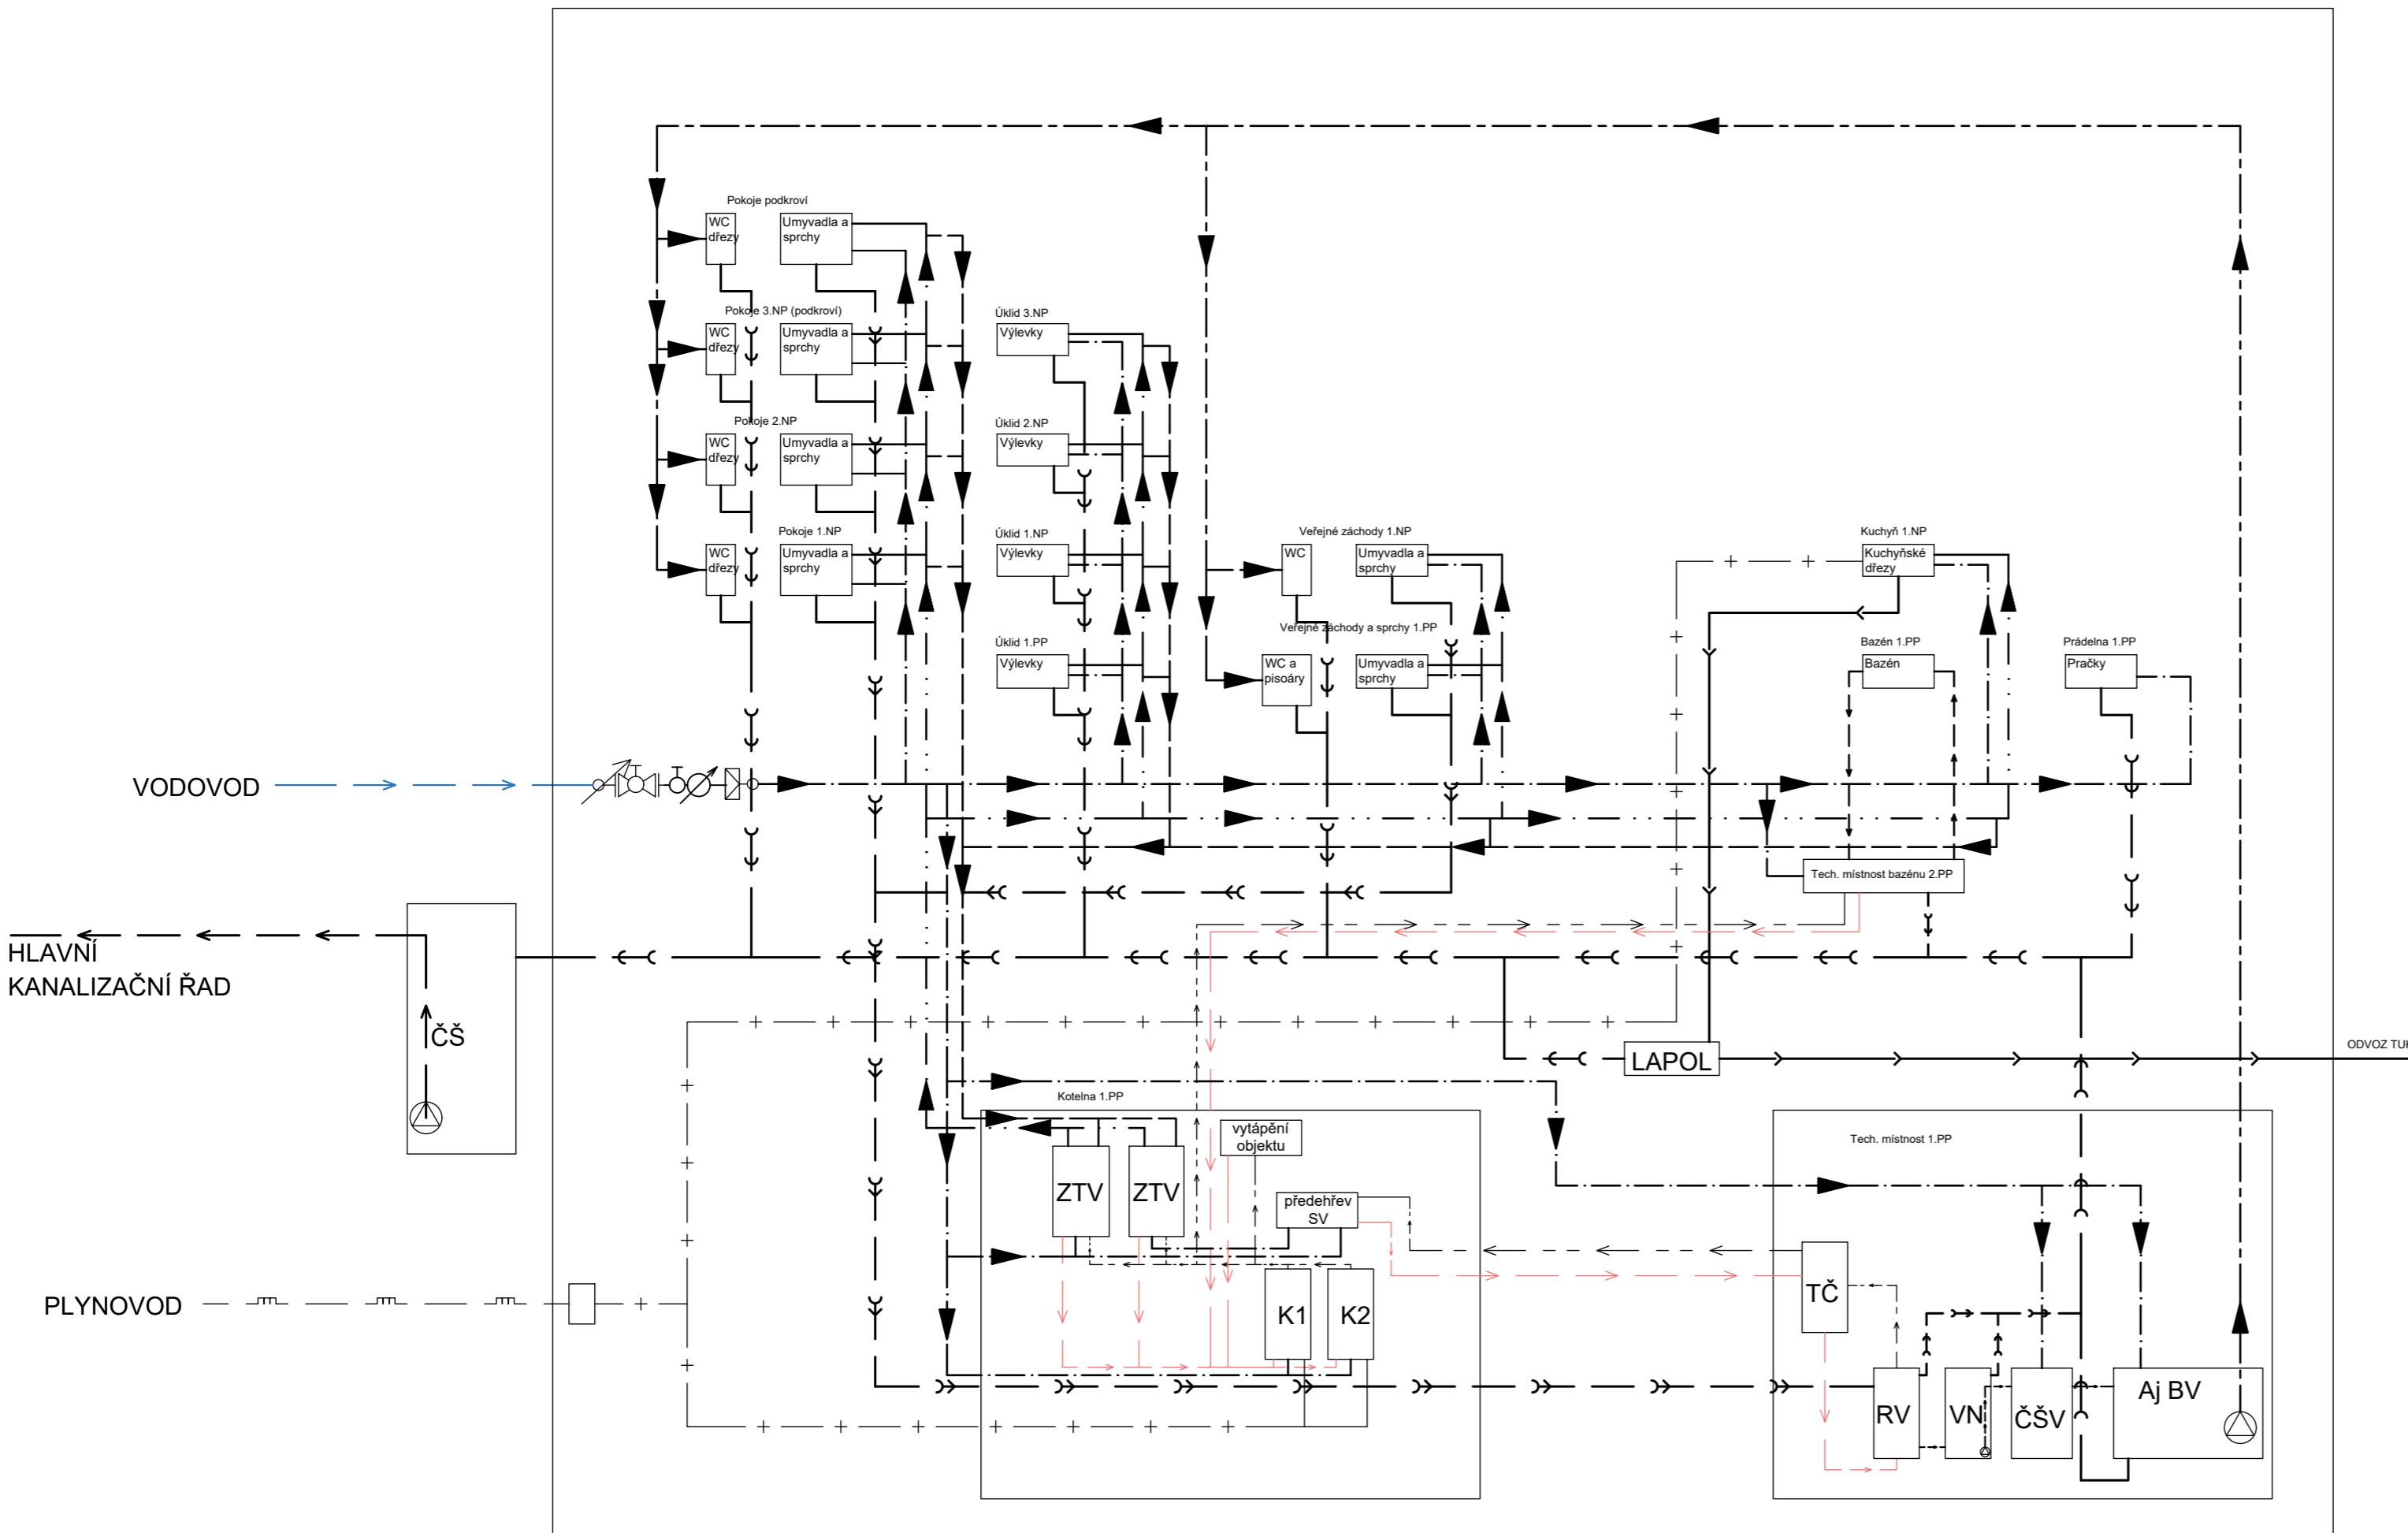 Pokoje podkroví
WC
dřezy
Umyvadla a
sprchy
Pokoje 3.NP (podkroví)
WC
dřezy
Umyvadla a
sprchy
Úklid 3.NP
Výlevky
Pokoje 2.NP
WC
dřezy
Umyvadla a
sprchy
Úklid 2.NP
Výlevky
Pokoje 1.NP
WC
dřezy
Umyvadla a
sprchy
Úklid 1.NP
Výlevky
Veřejné záchody 1.NP
WC
Umyvadla a
sprchy
Kuchyň 1.NP
Kuchyňské
dřezy
Úklid 1.PP
Výlevky
Veřejné záchody a sprchy 1.PP
WC a
pisoáry
Umyvadla a
sprchy
Bazén 1.PP
Bazén
Prádelna 1.PP
Pračky
VODOVOD
Tech. místnost bazénu 2.PP
HLAVNÍ
KANALIZAČNÍ ŘAD
ČŠ
LAPOL
ODVOZ TUK
Kotelna 1.PP
vytápění
objektu
ZTV
ZTV
předehřev
SV
K1
K2
Tech. místnost 1.PP
TČ
RV
VN
ČŠV
Aj BV
PLYNOVOD